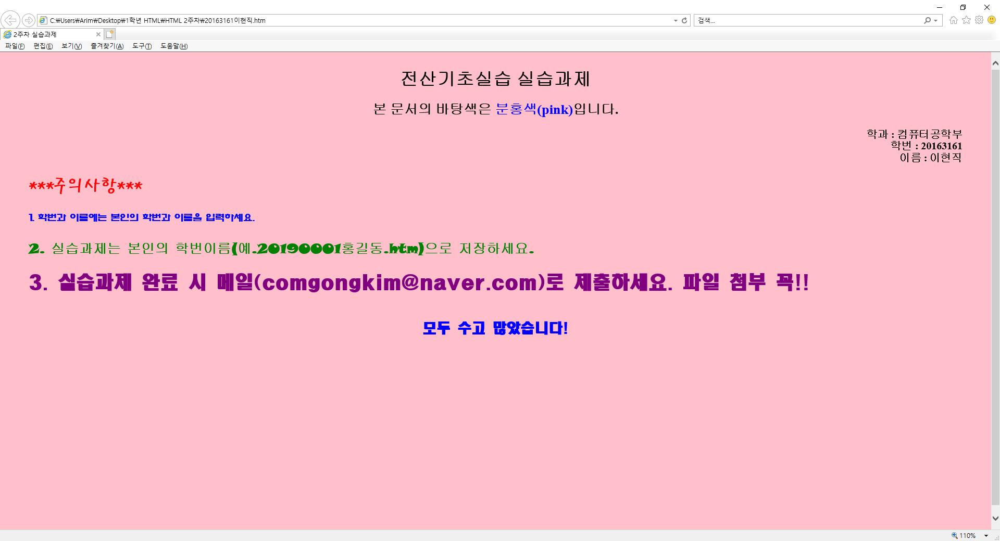 C:\Users\Arim\Desktop\1학년 HTML\HTML 2주차\20163161이현직.htm
검색...
2주차 실습과제
파일(F) 편집(E) 보기(V) 즐겨찾기(A) 도구(T) 도움말(H)
전산기초실습 실습과제
본 문서의 바탕색은 분홍색(pink)입니다.
학과 : 컴퓨터공학부
학번 : 20163161
이름 : 이현직
***주의사항***
1. 학번과 이름에는 본인의 학번과 이름을 입력하세요.
2. 실습과제는 본인의 학번이름(예.20190001홍길동.htm)으로 저장하세요.
3. 실습과제 완료 시 메일(comgongkim@naver.com)로 제출하세요. 파일 첨부 꼭!!
모두 수고 많았습니다!
110%